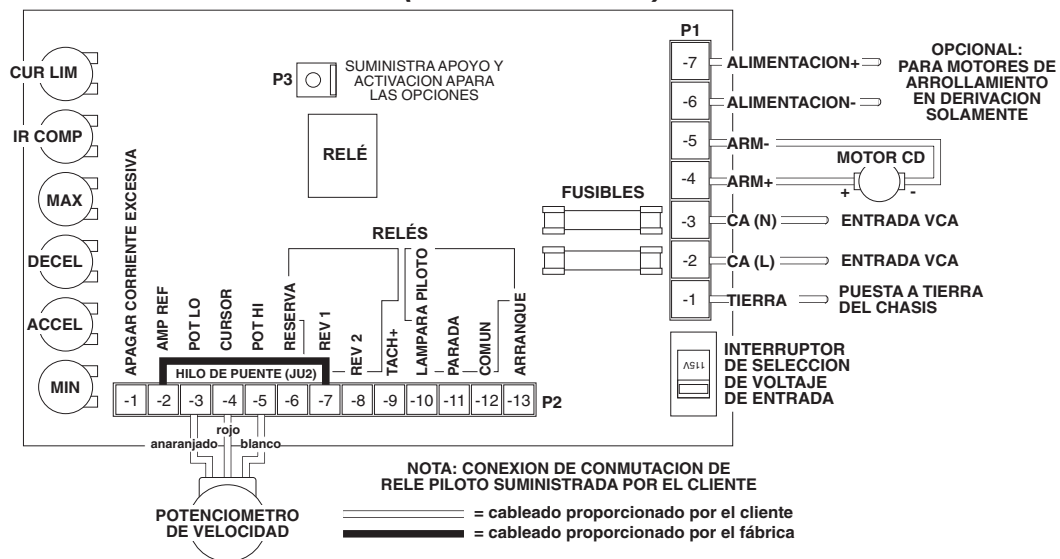 CUR LIM
IR COMP
MAX
DECEL
ACCEL
MIN
P3
SUMINISTRA APOYO Y
ACTIVACION APARA
LAS OPCIONES
RELÉ
FUSIBLES
RELÉS
APAGAR CORRIENTE EXCESIVA
AMP REF
POT LO
CURSOR
POT HI
RESERVA
REV 1
REV 2
TACH+
LAMPARA PILOTO
PARADA
COMUN
ARRANQUE
HILO DE PUENTE (JU2)
-1 -2 -3 -4 -5 -6 -7 -8 -9 -10 -11 -12 -13 P2
P1
-7 ALIMENTACION+
-6 ALIMENTACION-
OPCIONAL:
PARA MOTORES DE
ARROLLAMIENTO
EN DERIVACION
SOLAMENTE
-5 ARM-
MOTOR CD
-4 ARM+
+ -
-3 CA (N) ENTRADA VCA
-2 CA (L) ENTRADA VCA
-1 TIERRA
PUESTA A TIERRA
DEL CHASIS
115V
INTERRUPTOR
DE SELECCION
DE VOLTAJE
DE ENTRADA
anaranjado
rojo
blanco
POTENCIOMETRO
DE VELOCIDAD
NOTA: CONEXION DE CONMUTACION DE
RELE PILOTO SUMINISTRADA POR EL CLIENTE
= cableado proporcionado por el cliente
= cableado proporcionado por el fábrica